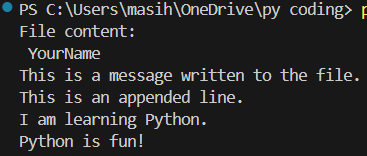 PS C:\Users\masih\OneDrive\py coding>
File content:
 YourName
This is a message written to the file.
This is an appended line.
I am learning Python.
Python is fun!